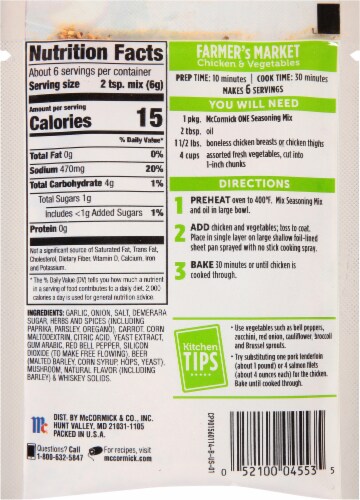 Nutrition Facts
About 6 servings per container
Serving size 2 tsp. mix (6g)
Amount per serving
Calories 15
% Daily Value*
Total Fat 0g 0%
Sodium 470mg 20%
Total Carbohydrate 4g 1%
Total Sugars 1g
Includes <1g Added Sugars 1%
Protein 0g
Not a significant source of Saturated Fat, Trans Fat,
Cholesterol, Dietary Fiber, Vitamin D, Calcium, Iron
and Potassium.
* The % Daily Value (DV) tells you how much a nutrient
in a serving of food contributes to a daily diet. 2,000
calories a day is used for general nutrition advice
INGREDIENTS: GARLIC, ONION, SALT, DEMERARA
SUGAR, HERBS AND SPICES (INCLUDING
PAPRIKA, PARSLEY, OREGANO), CARROT, CORN
MALTODEXTRIN, CITRIC ACID, YEAST EXTRACT,
GUM ARABIC, RED BELL PEPPER, SILICON
DIOXIDE (TO MAKE FREE FLOWING), BEER
(MALTED BARLEY, CORN SYRUP, HOPS, YEAST),
MUSHROOM, NATURAL FLAVOR (INCLUDING
BARLEY) & WHISKEY SOLIDS.
DIST. BY McCORMICK & CO., INC.
HUNT VALLEY, MD 21031-1105
PACKED IN U.S.A.
Questions? Call
1-800-632-5847
For recipes, visit
mccormick.com
FARMER'S MARKET
Chicken & Vegetables
PREP TIME: 10 minutes | COOK TIME: 30 minutes
MAKES 6 SERVINGS
YOU WILL NEED
1 pkg. McCormick ONE Seasoning Mix
2 tbsp. oil
1 1/2 lbs. boneless chicken breasts or chicken thighs
4 cups assorted fresh vegetables, cut into
1-inch chunks
DIRECTIONS
1 PREHEAT oven to 400°F. Mix Seasoning Mix
and oil in large bowl.
2 ADD chicken and vegetables; toss to coat.
Place in single layer on large shallow foil-lined
sheet pan sprayed with no stick cooking spray.
3 BAKE 30 minutes or until chicken is
cooked through.
Kitchen
TIPS
• Use vegetables such as bell peppers,
zucchini, red onion, cauliflower, broccoli
and Brussel sprouts.
• Try substituting one pork tenderloin
(about 1 pound) or 4 salmon filets
(about 4 ounces each) for the chicken.
Bake until cooked through.
0 52100 04553 5